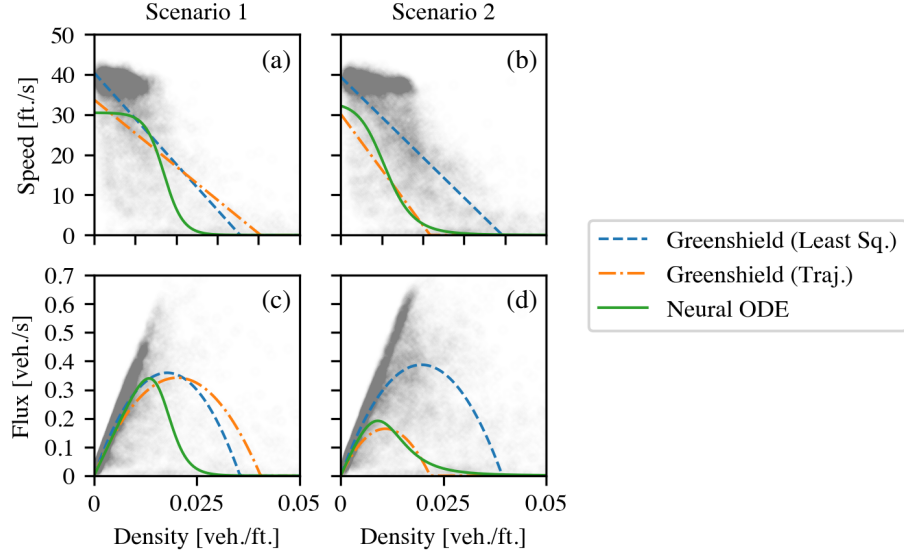 Scenario 1
Scenario 2
50
40
30
20
10
0
Speed [ft./s]
(a)
(b)
0.7
0.6
0.5
0.4
0.3
0.2
0.1
0
Flux [veh./s]
(c)
(d)
0
0.025
0.05
0
0.025
0.05
Density [veh./ft.]
Density [veh./ft.]
Greenshield (Least Sq.)
Greenshield (Traj.)
Neural ODE